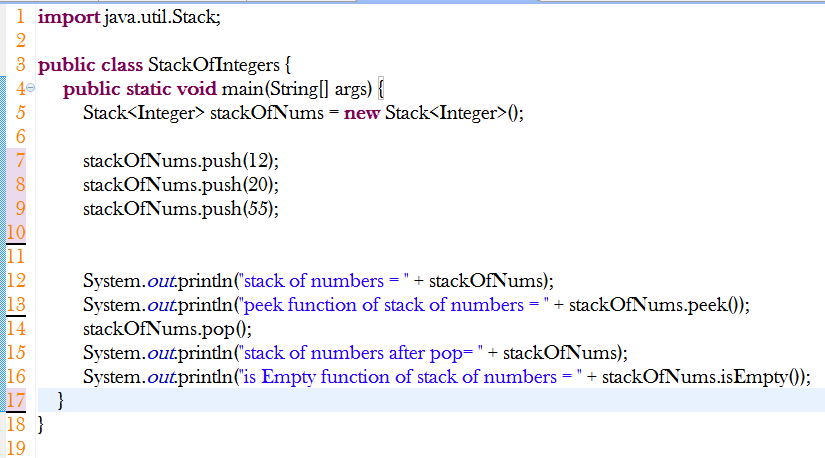 1 import java.util.Stack;
2
3 public class StackOfIntegers {
4 public static void main(String[] args) {
5 Stack<Integer> stackOfNums = new Stack<Integer>();
6
7 stackOfNums.push(12);
8 stackOfNums.push(20);
9 stackOfNums.push(55);
10
11
12 System.out.println("stack of numbers = " + stackOfNums);
13 System.out.println("peek function of stack of numbers = " + stackOfNums.peek());
14 stackOfNums.pop();
15 System.out.println("stack of numbers after pop= " + stackOfNums);
16 System.out.println("is Empty function of stack of numbers = " + stackOfNums.isEmpty());
17 }
18 }
19